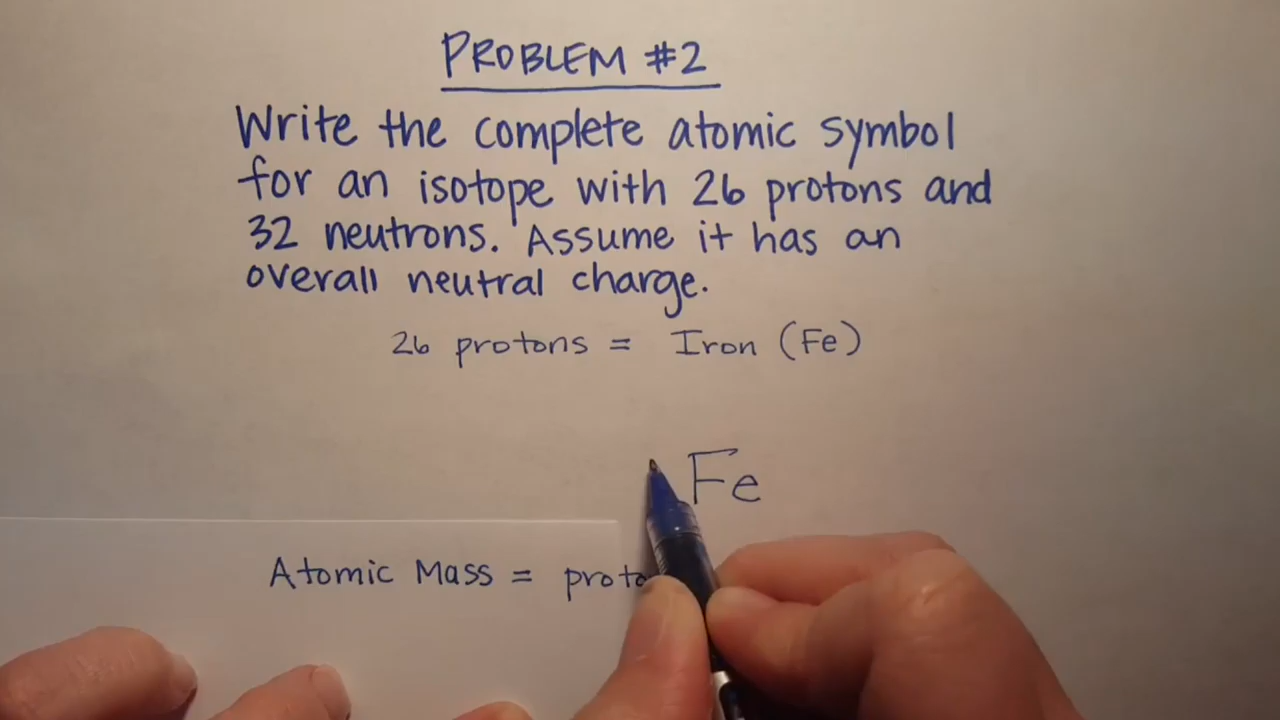 PROBLEM #2
Write the complete atomic symbol
for an isotope with 26 protons and
32 neutrons. Assume it has an
overall neutral charge.
26 protons = Iron (Fe)
Fe
Atomic Mass =